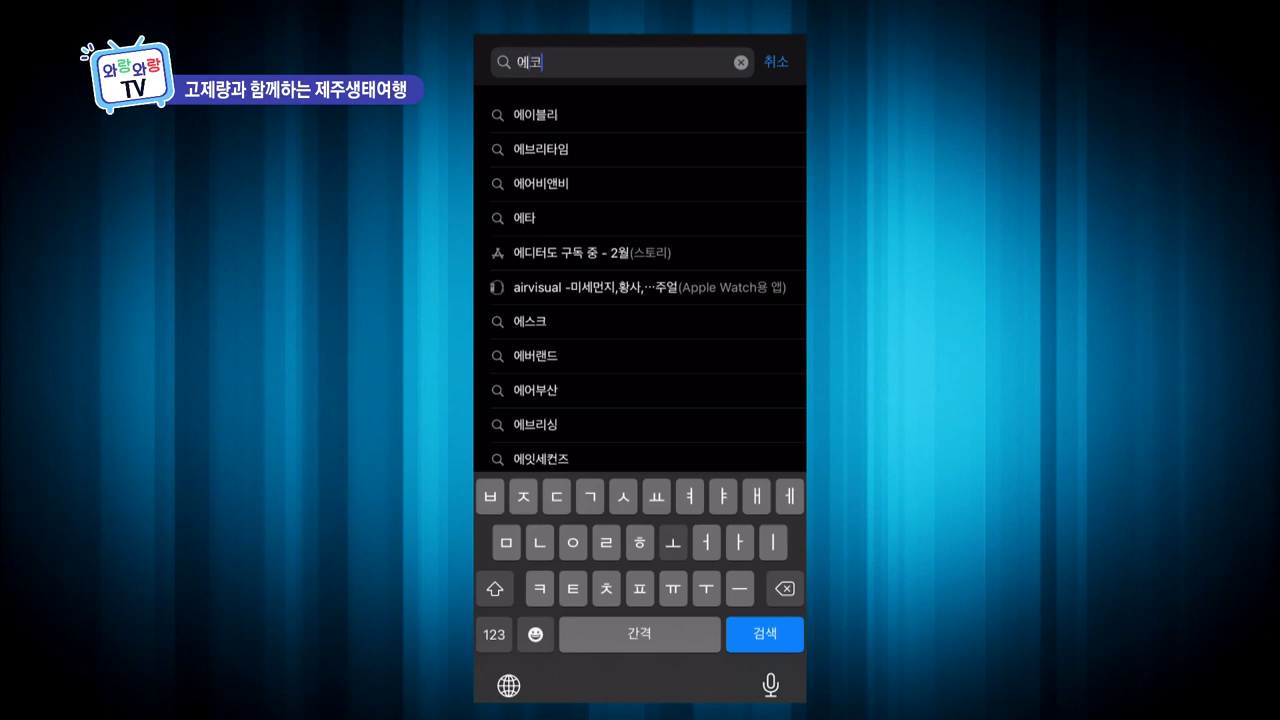 와랑와랑
TV
고제량과 함께하는 제주생태여행
에코
취소
에이블리
에브리타임
에어비앤비
에타
에디터도 구독 중 - 2월(스토리)
airvisual -미세먼지,황사,···주얼(Apple Watch용 앱)
에스크
에버랜드
에어부산
에브리싱
에잇세컨즈
ㅂ ㅈ ㄷ ㄱ ㅅ ㅛ ㅕ ㅑ ㅐ ㅔ
ㅁ ㄴ ㅇ ㄹ ㅎ ㅗ ㅓ ㅏ ㅣ
ㅋ ㅌ ㅊ ㅍ ㅠ ㅜ ㅡ
123 간격 검색